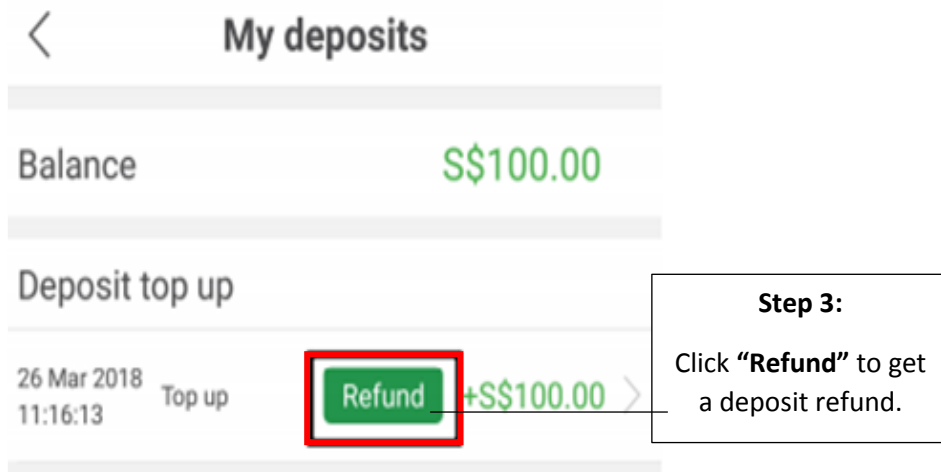 My deposits
Balance S$100.00
Deposit top up
26 Mar 2018
11:16:13 Top up Refund +S$100.00
Step 3:
Click “Refund” to get
a deposit refund.